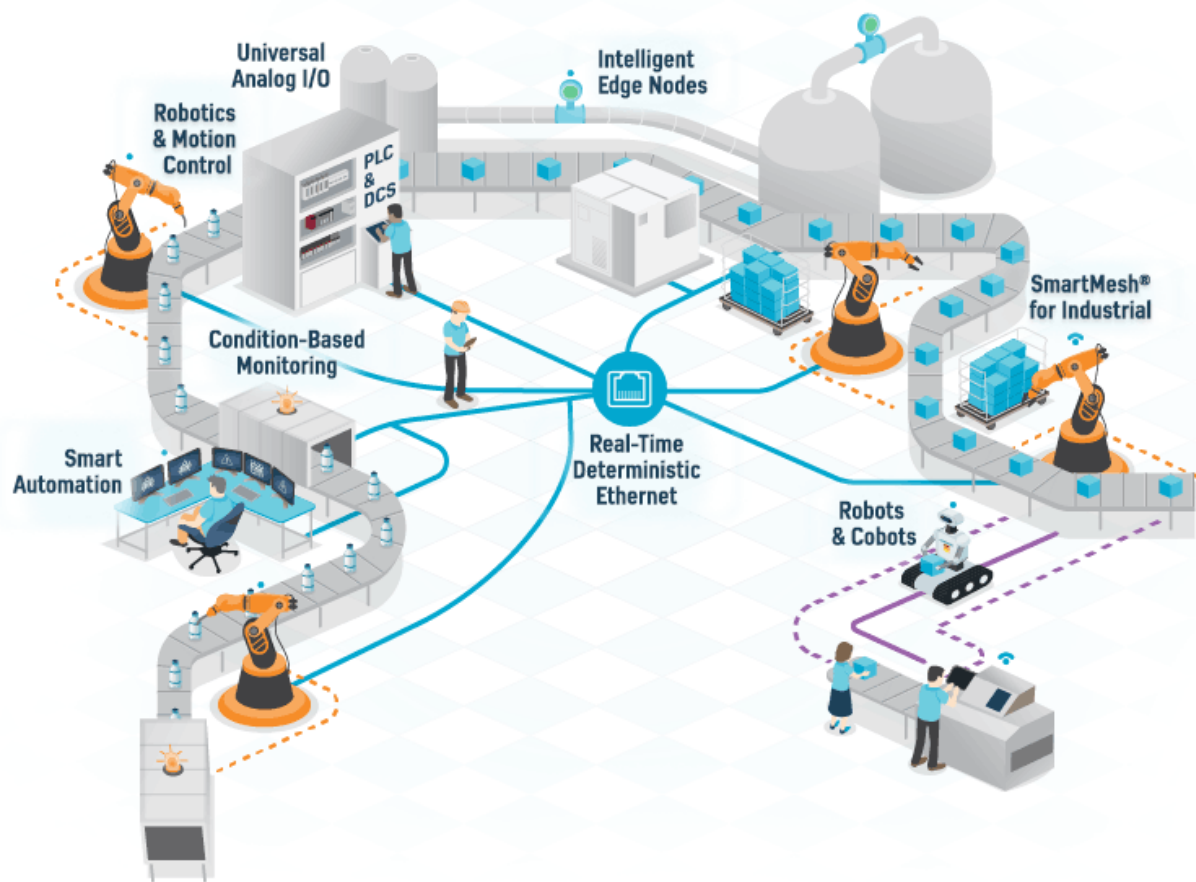 Universal
Analog I/O
Intelligent
Edge Nodes
Robotics
& Motion
Control
PLC
&
DCS
SmartMesh®
for Industrial
Condition-Based
Monitoring
Smart
Automation
Real-Time
Deterministic
Ethernet
Robots
& Cobots